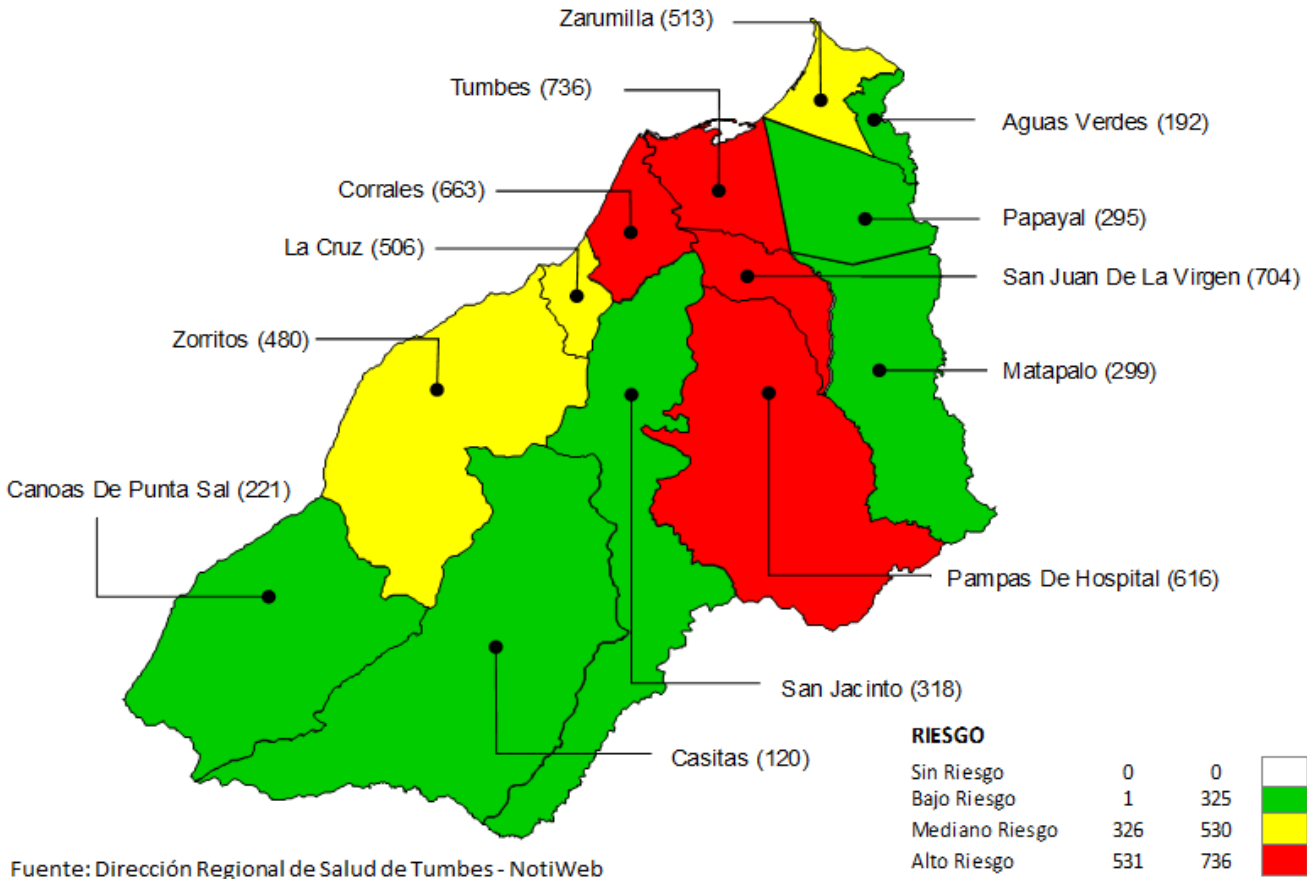 Zarumilla (513)
Tumbes (736)
Aguas Verdes (192)
Corrales (663)
Papayal (295)
La Cruz (506)
San Juan De La Virgen (704)
Zorritos (480)
Matapalo (299)
Canoas De Punta Sal (221)
Pampas De Hospital (616)
San Jacinto (318)
Casitas (120)
RIESGO
Sin Riesgo 0 0
Bajo Riesgo 1 325
Mediano Riesgo 326 530
Alto Riesgo 531 736
Fuente: Dirección Regional de Salud de Tumbes - NotiWeb